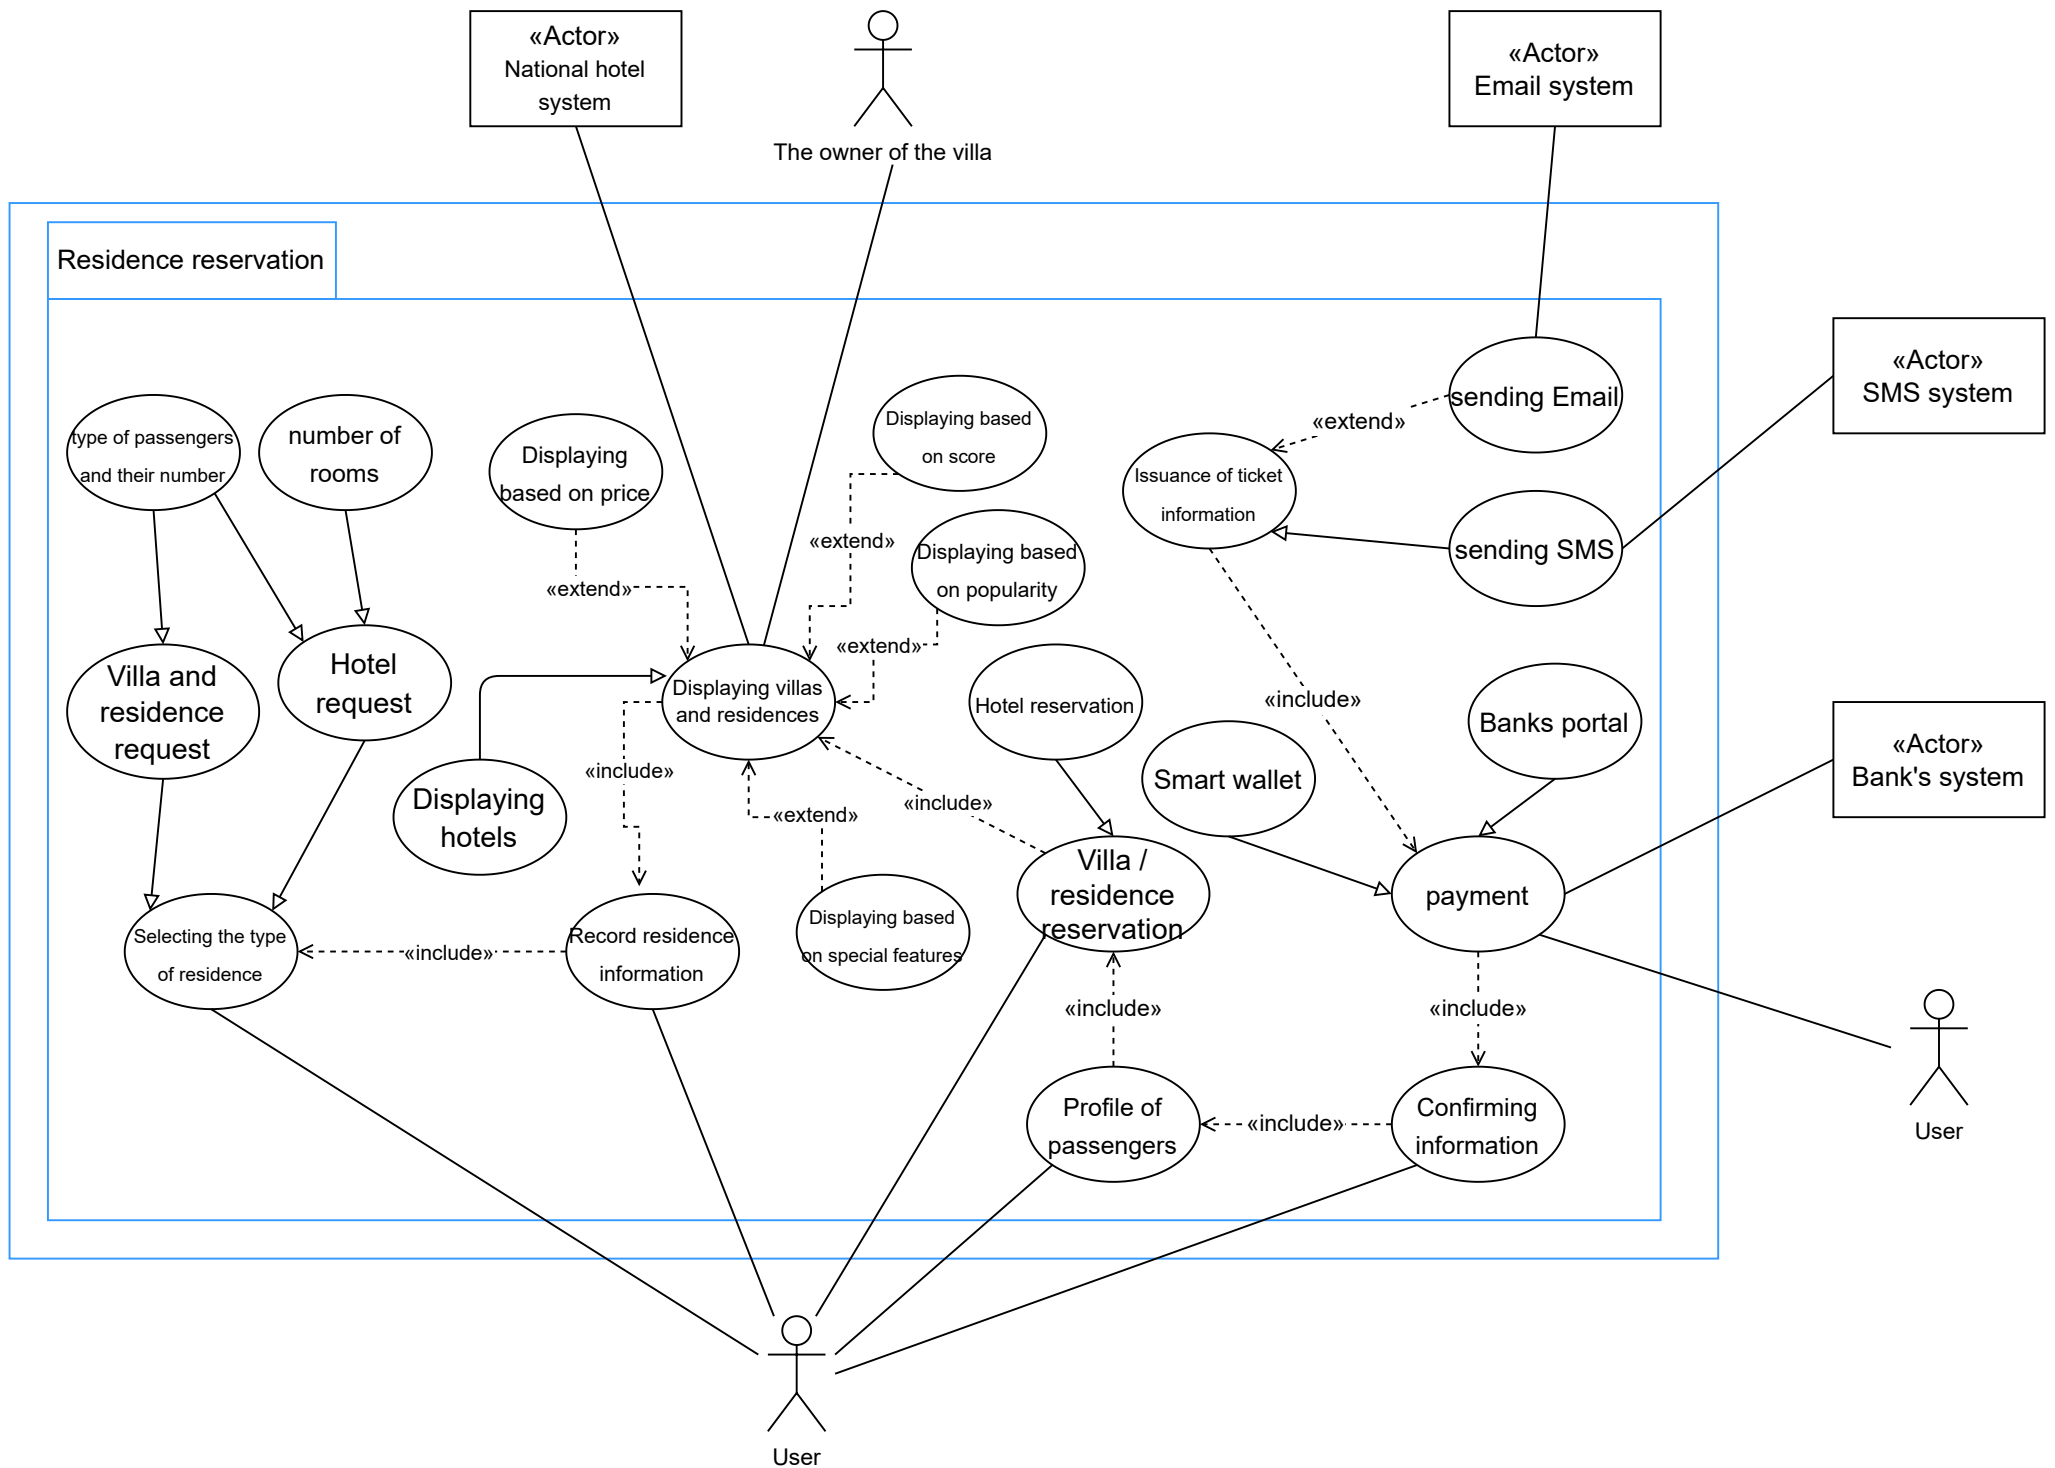 «Actor»
National hotel
system
The owner of the villa
«Actor»
Email system
Residence reservation
«Actor»
SMS system
type of passengers
and their number
number of
rooms
Displaying
based on price
Displaying based
on score
sending Email
«extend»
Issuance of ticket
information
sending SMS
«extend»
Displaying based
on popularity
«extend»
«extend»
Villa and
residence
request
Hotel
request
Displaying villas
and residences
Hotel reservation
«include»
Banks portal
Smart wallet
«Actor»
Bank's system
«include»
Displaying
hotels
«extend»
«include»
Villa /
residence
reservation
payment
Selecting the type
of residence
«include»
Record residence
information
Displaying based
on special features
«include»
«include»
Profile of
passengers
«include»
Confirming
information
User
User